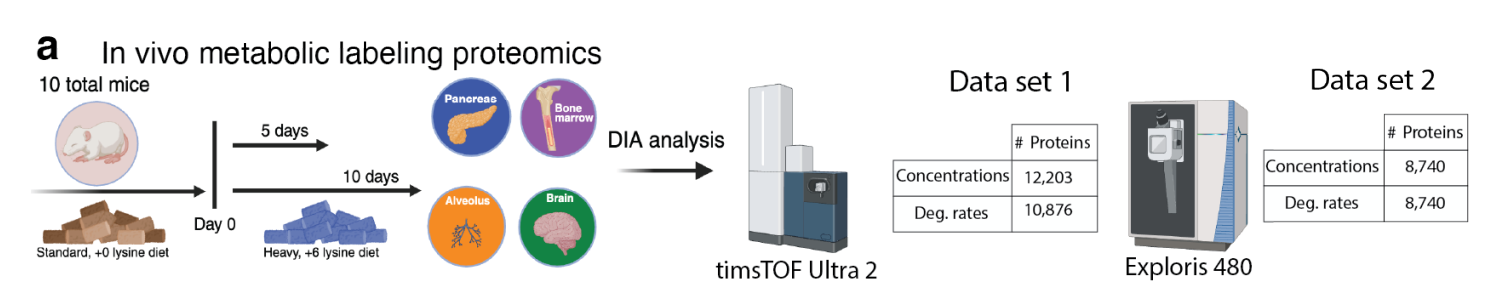 a In vivo metabolic labeling proteomics
10 total mice
5 days
10 days
Day 0
Standard, +0 lysine diet
Heavy, +6 lysine diet
Pancreas
Bone
marrow
Alveolus
Brain
DIA analysis
timsTOF Ultra 2
Data set 1
# Proteins
Concentrations 12,203
Deg. rates 10,876
Exploris 480
Data set 2
# Proteins
Concentrations 8,740
Deg. rates 8,740